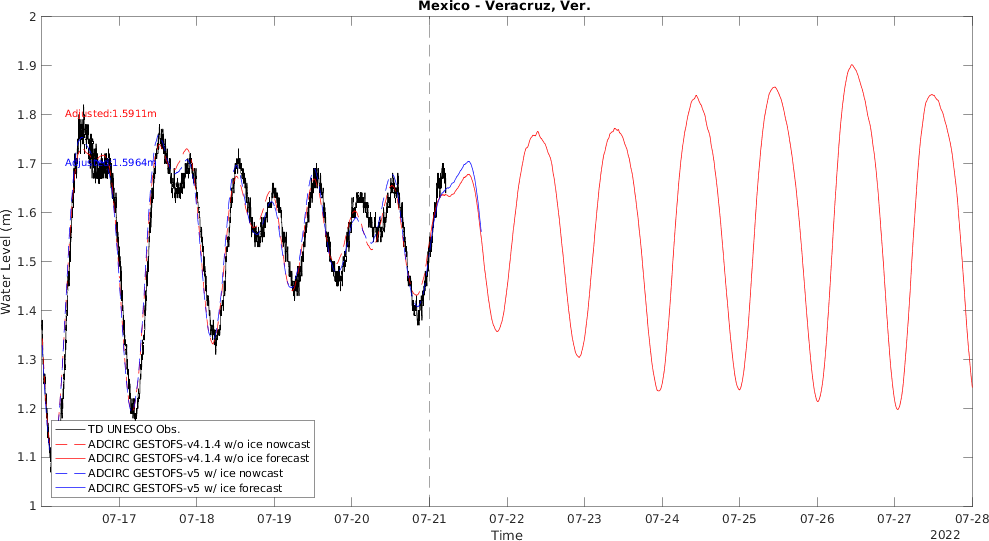 Mexico - Veracruz, Ver.
2
1.9
1.8
1.7
1.6
1.5
1.4
1.3
1.2
1.1
1
Water Level (m)
Adjusted:1.5911m
Adjusted:1.5964m
TD UNESCO Obs.
ADCIRC GESTOFS-v4.1.4 w/o ice nowcast
ADCIRC GESTOFS-v4.1.4 w/o ice forecast
ADCIRC GESTOFS-v5 w/ ice nowcast
ADCIRC GESTOFS-v5 w/ ice forecast
07-17 07-18 07-19 07-20 07-21 07-22 07-23 07-24 07-25 07-26 07-27 07-28
Time
2022